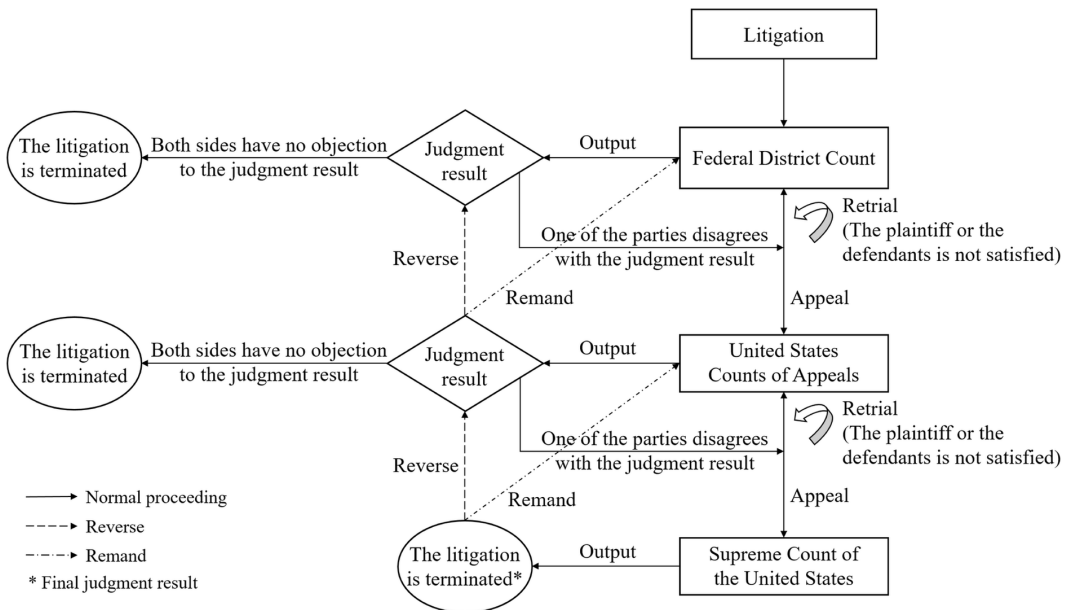 Litigation
The litigation
is terminated
Both sides have no objection
to the judgment result
Judgment
result
Output
Federal District Count
Retrial
(The plaintiff or the
defendants is not satisfied)
One of the parties disagrees
with the judgment result
Reverse
Remand
Appeal
The litigation
is terminated
Both sides have no objection
to the judgment result
Judgment
result
Output
United States
Counts of Appeals
Retrial
(The plaintiff or the
defendants is not satisfied)
One of the parties disagrees
with the judgment result
Reverse
Remand
Appeal
Normal proceeding
Reverse
Remand
* Final judgment result
The litigation
is terminated*
Output
Supreme Count of
the United States